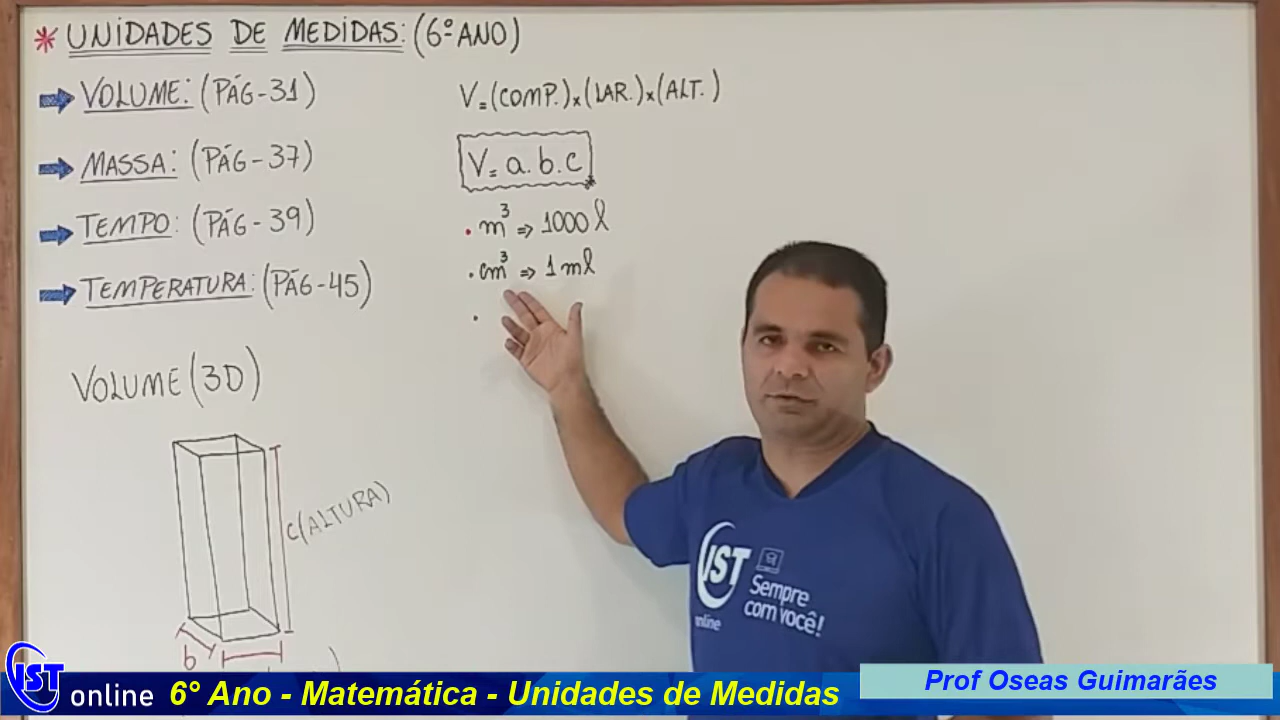 * UNIDADES DE MEDIDAS: (6º ANO)
VOLUME: (PÁG-31)
MASSA: (PÁG-37)
TEMPO: (PÁG-39)
TEMPERATURA: (PÁG-45)
V=(COMP.)x(LAR.)x(ALT.)
V=a.b.c
*
• m³ ⇒ 1000 l
• cm³ ⇒ 1 ml
•
VOLUME (3D)
C(ALTURA)
b
IST
online
Sempre
com você!
IST online
6° Ano - Matemática - Unidades de Medidas
Prof Oseas Guimarães